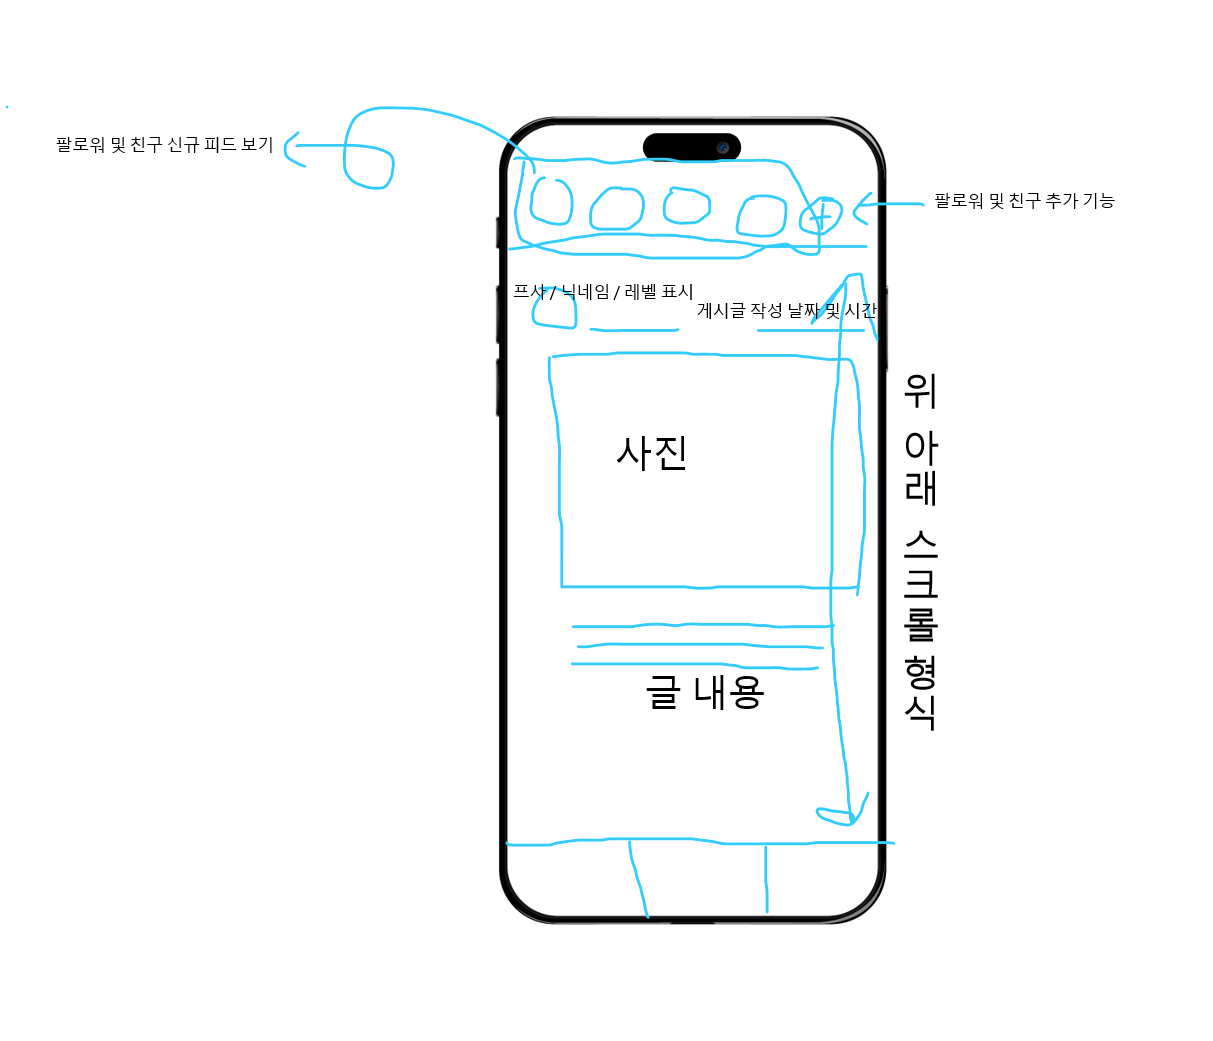 팔로워 및 친구 신규 피드 보기
팔로워 및 친구 추가 기능
프사 / 닉네임 / 레벨 표시
게시글 작성 날짜 및 시간
사진
글 내용
위 아래 스크롤 형식